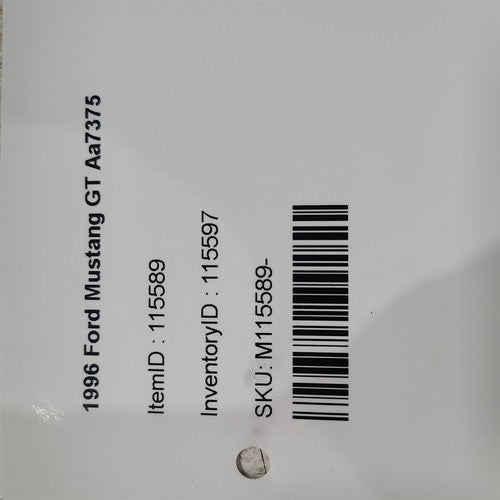 1996 Ford Mustang GT Aa7375
ItemID : 115589
InventoryID : 115597
SKU: M115589-